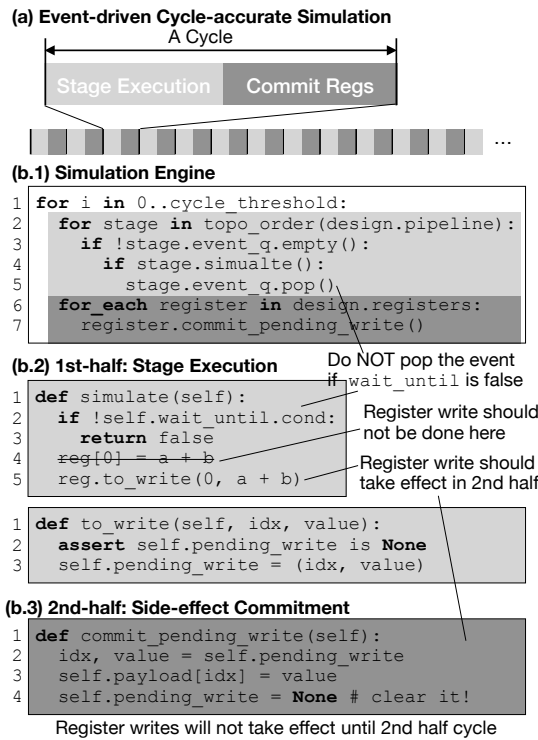 (a) Event-driven Cycle-accurate Simulation
A Cycle
Stage Execution Commit Regs
...
(b.1) Simulation Engine
1 for i in 0..cycle_threshold:
2 for stage in topo_order(design.pipeline):
3 if !stage.event_q.empty():
4 if stage.simualte():
5 stage.event_q.pop()
6 for_each register in design.registers:
7 register.commit_pending_write()
Do NOT pop the event
if wait_until is false
(b.2) 1st-half: Stage Execution
1 def simulate(self):
2 if !self.wait_until.cond:
3 return false
4 reg[0] = a + b
5 reg.to_write(0, a + b)
Register write should
not be done here
Register write should
take effect in 2nd half
1 def to_write(self, idx, value):
2 assert self.pending_write is None
3 self.pending_write = (idx, value)
(b.3) 2nd-half: Side-effect Commitment
1 def commit_pending_write(self):
2 idx, value = self.pending_write
3 self.payload[idx] = value
4 self.pending_write = None # clear it!
Register writes will not take effect until 2nd half cycle